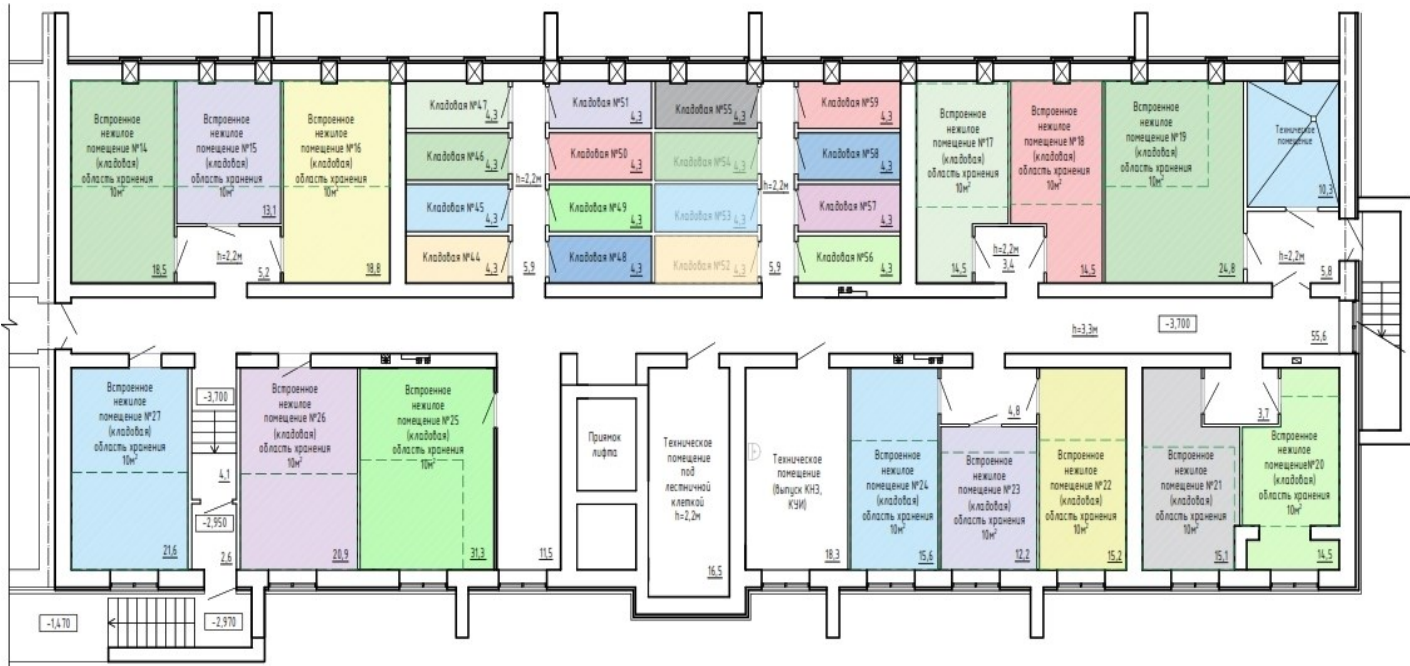 Встроенное
нежилое
помещение №14
(кладовая)
область хранения
10м²
18,5
Встроенное
нежилое
помещение №15
(кладовая)
область хранения
10м²
13,1
h=2,2м
5,2
Встроенное
нежилое
помещение №16
(кладовая)
область хранения
10м²
18,8
Кладовая №47
4,3
Кладовая №46
4,3
Кладовая №45
4,3
Кладовая №44
4,3
h=2,2м
5,9
Кладовая №51
4,3
Кладовая №50
4,3
Кладовая №49
4,3
Кладовая №48
4,3
Кладовая №55
4,3
Кладовая №54
4,3
Кладовая №53
4,3
Кладовая №52
4,3
h=2,2м
5,9
Кладовая №59
4,3
Кладовая №58
4,3
Кладовая №57
4,3
Кладовая №56
4,3
Встроенное
нежилое
помещение №17
(кладовая)
область хранения
10м²
14,5
h=2,2м
3,4
Встроенное
нежилое
помещение №18
(кладовая)
область хранения
10м²
14,5
Встроенное
нежилое
помещение №19
(кладовая)
область хранения
10м²
24,8
Техническое
помещение
10,3
h=2,2м
5,8
h=3,3м
-3,700
55,6
Встроенное
нежилое
помещение №27
(кладовая)
область хранения
10м²
21,6
-3,700
4,1
-2,950
2,6
Встроенное
нежилое
помещение №26
(кладовая)
область хранения
10м²
20,9
Встроенное
нежилое
помещение №25
(кладовая)
область хранения
10м²
31,3
11,5
Приямок
лифта
Техническое
помещение
под
лестничной
клеткой
h=2,2м
16,5
Техническое
помещение
(выпуск КН3,
КУИ)
18,3
Встроенное
нежилое
помещение №24
(кладовая)
область хранения
10м²
15,6
4,8
Встроенное
нежилое
помещение №23
(кладовая)
область хранения
10м²
12,2
Встроенное
нежилое
помещение №22
(кладовая)
область хранения
10м²
15,2
Встроенное
нежилое
помещение №21
(кладовая)
область хранения
10м²
15,1
3,7
Встроенное
нежилое
помещение№20
(кладовая)
область хранения
10м²
14,5
-1,470
-2,970